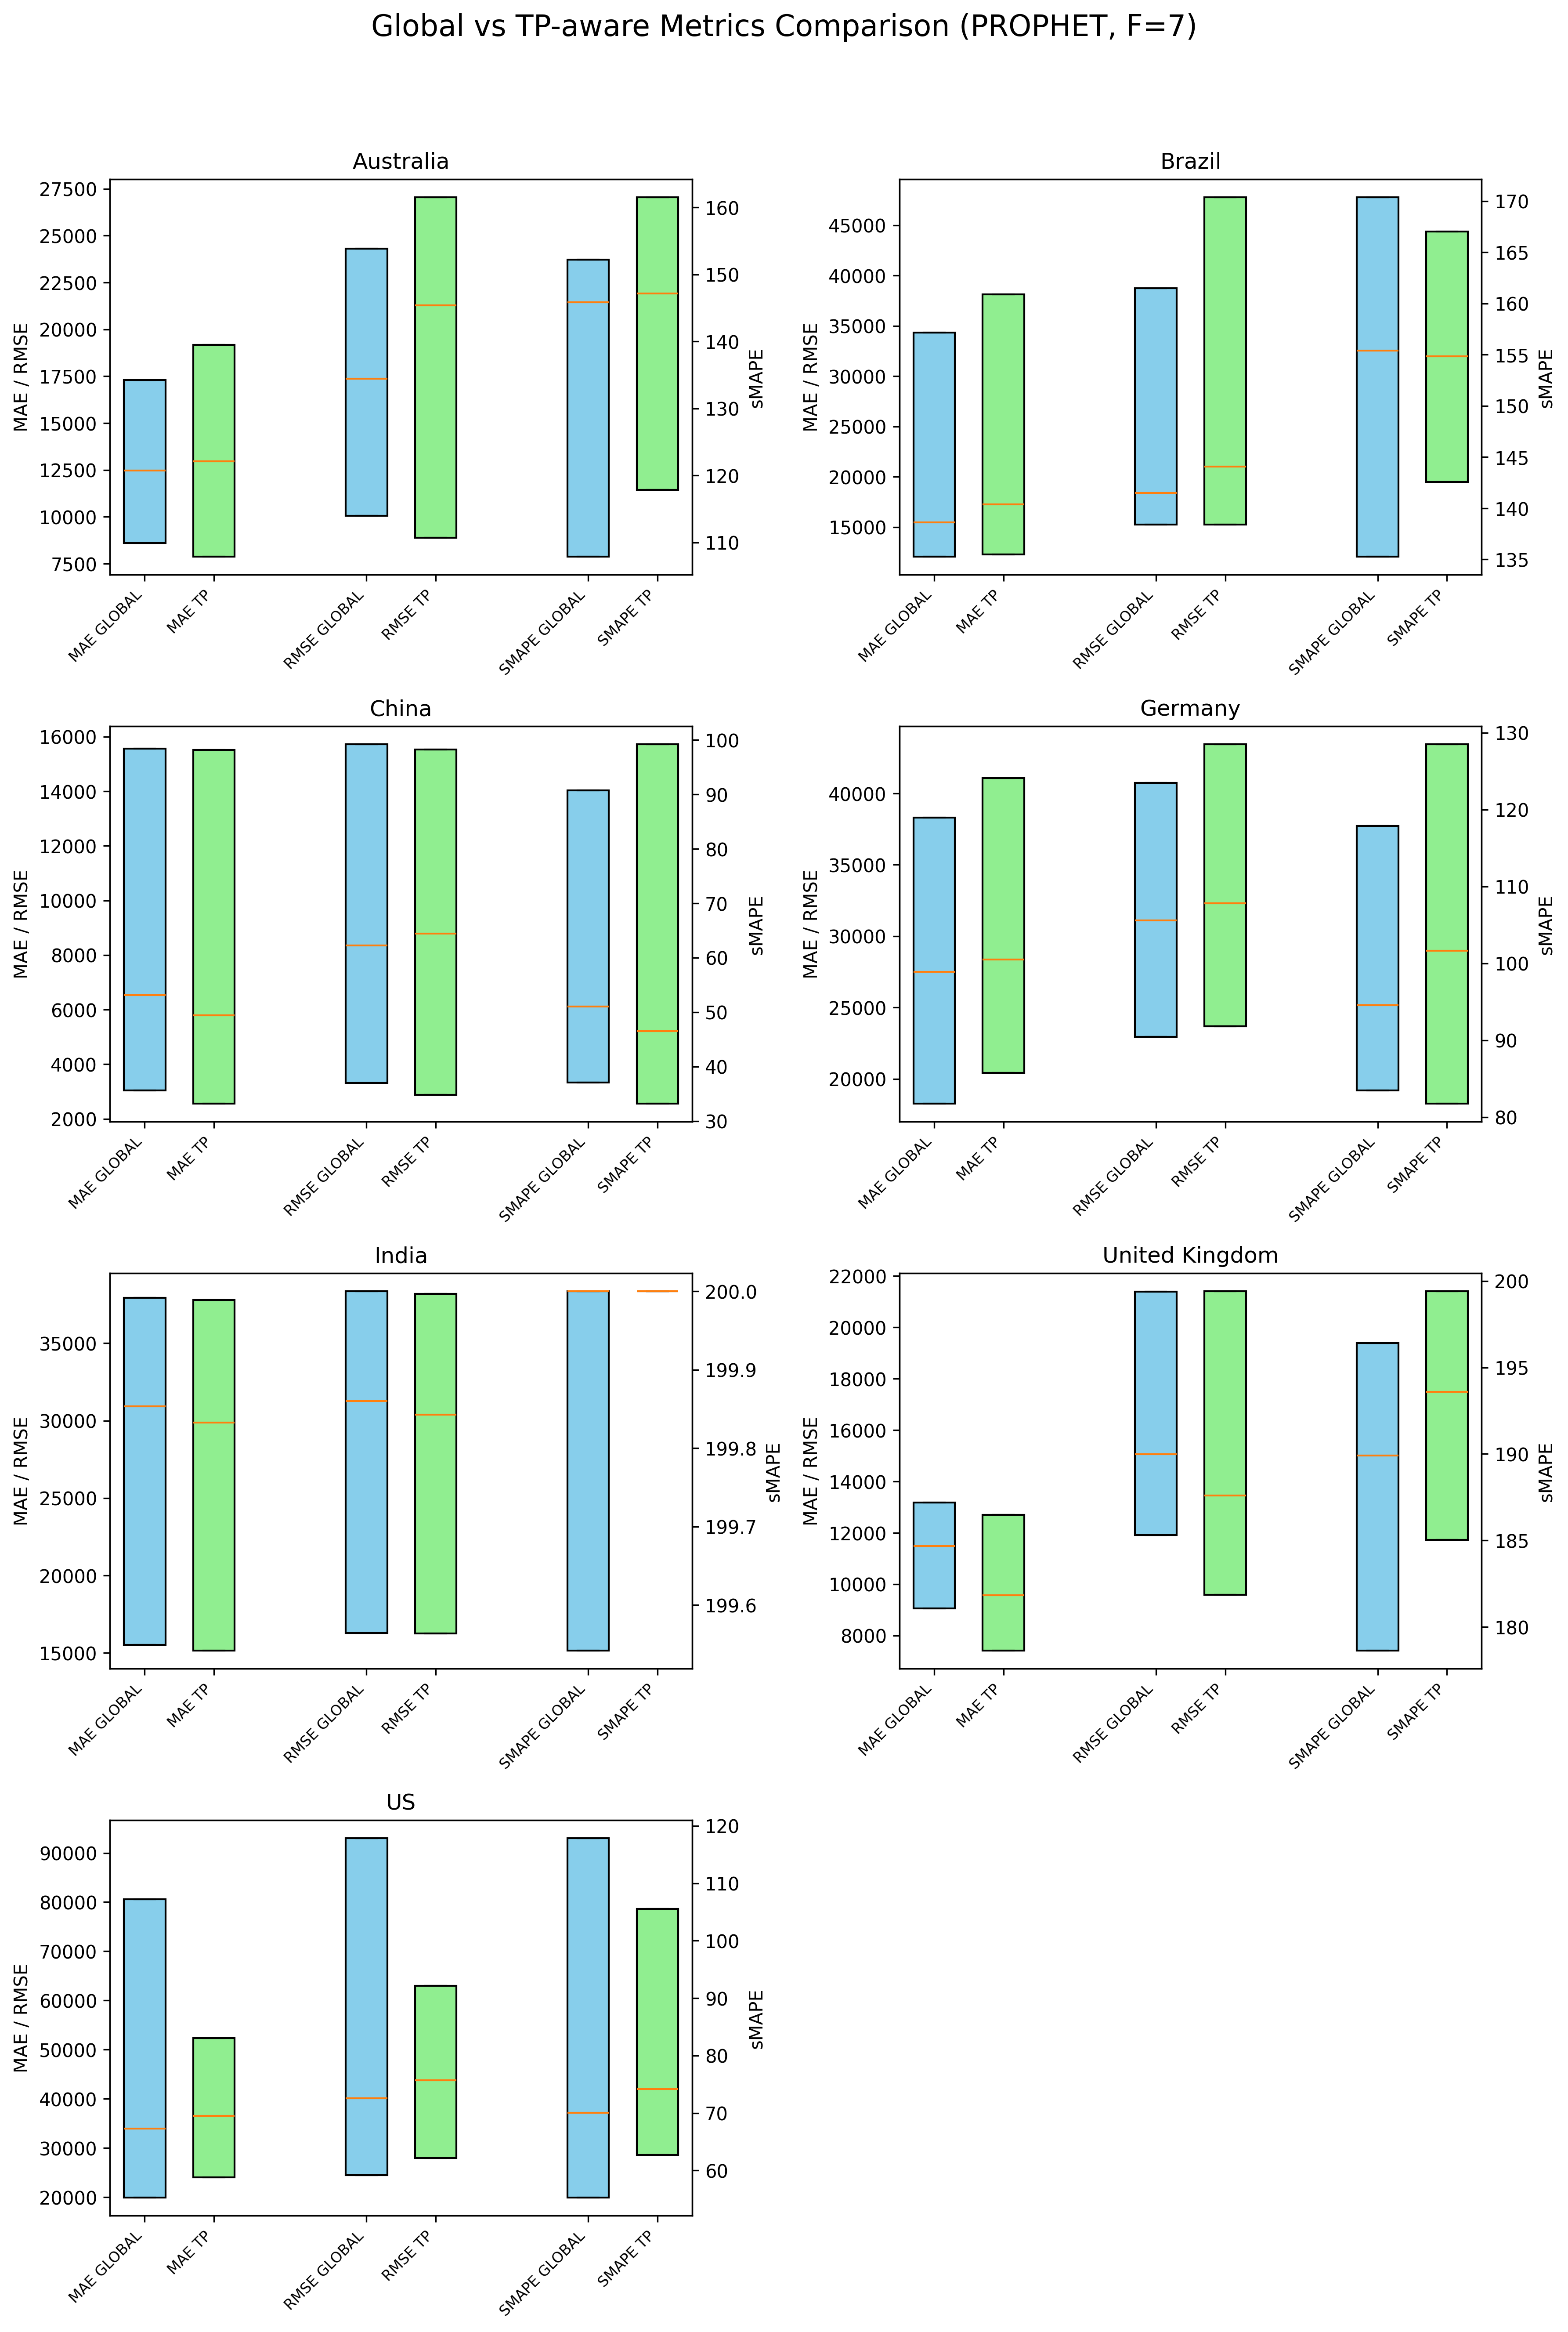 Global vs TP-aware Metrics Comparison (PROPHET, F=7)
Australia
27500
25000
22500
20000
17500
15000
12500
10000
7500
MAE / RMSE
160
150
140
130
120
110
sMAPE
MAE GLOBAL
MAE TP
RMSE GLOBAL
RMSE TP
SMAPE GLOBAL
SMAPE TP
Brazil
45000
40000
35000
30000
25000
20000
15000
MAE / RMSE
170
165
160
155
150
145
140
135
sMAPE
MAE GLOBAL
MAE TP
RMSE GLOBAL
RMSE TP
SMAPE GLOBAL
SMAPE TP
China
16000
14000
12000
10000
8000
6000
4000
2000
MAE / RMSE
100
90
80
70
60
50
40
30
sMAPE
MAE GLOBAL
MAE TP
RMSE GLOBAL
RMSE TP
SMAPE GLOBAL
SMAPE TP
Germany
40000
35000
30000
25000
20000
MAE / RMSE
130
120
110
100
90
80
sMAPE
MAE GLOBAL
MAE TP
RMSE GLOBAL
RMSE TP
SMAPE GLOBAL
SMAPE TP
India
35000
30000
25000
20000
15000
MAE / RMSE
200.0
199.9
199.8
199.7
199.6
sMAPE
MAE GLOBAL
MAE TP
RMSE GLOBAL
RMSE TP
SMAPE GLOBAL
SMAPE TP
United Kingdom
22000
20000
18000
16000
14000
12000
10000
8000
MAE / RMSE
200
195
190
185
180
sMAPE
MAE GLOBAL
MAE TP
RMSE GLOBAL
RMSE TP
SMAPE GLOBAL
SMAPE TP
US
90000
80000
70000
60000
50000
40000
30000
20000
MAE / RMSE
120
110
100
90
80
70
60
sMAPE
MAE GLOBAL
MAE TP
RMSE GLOBAL
RMSE TP
SMAPE GLOBAL
SMAPE TP